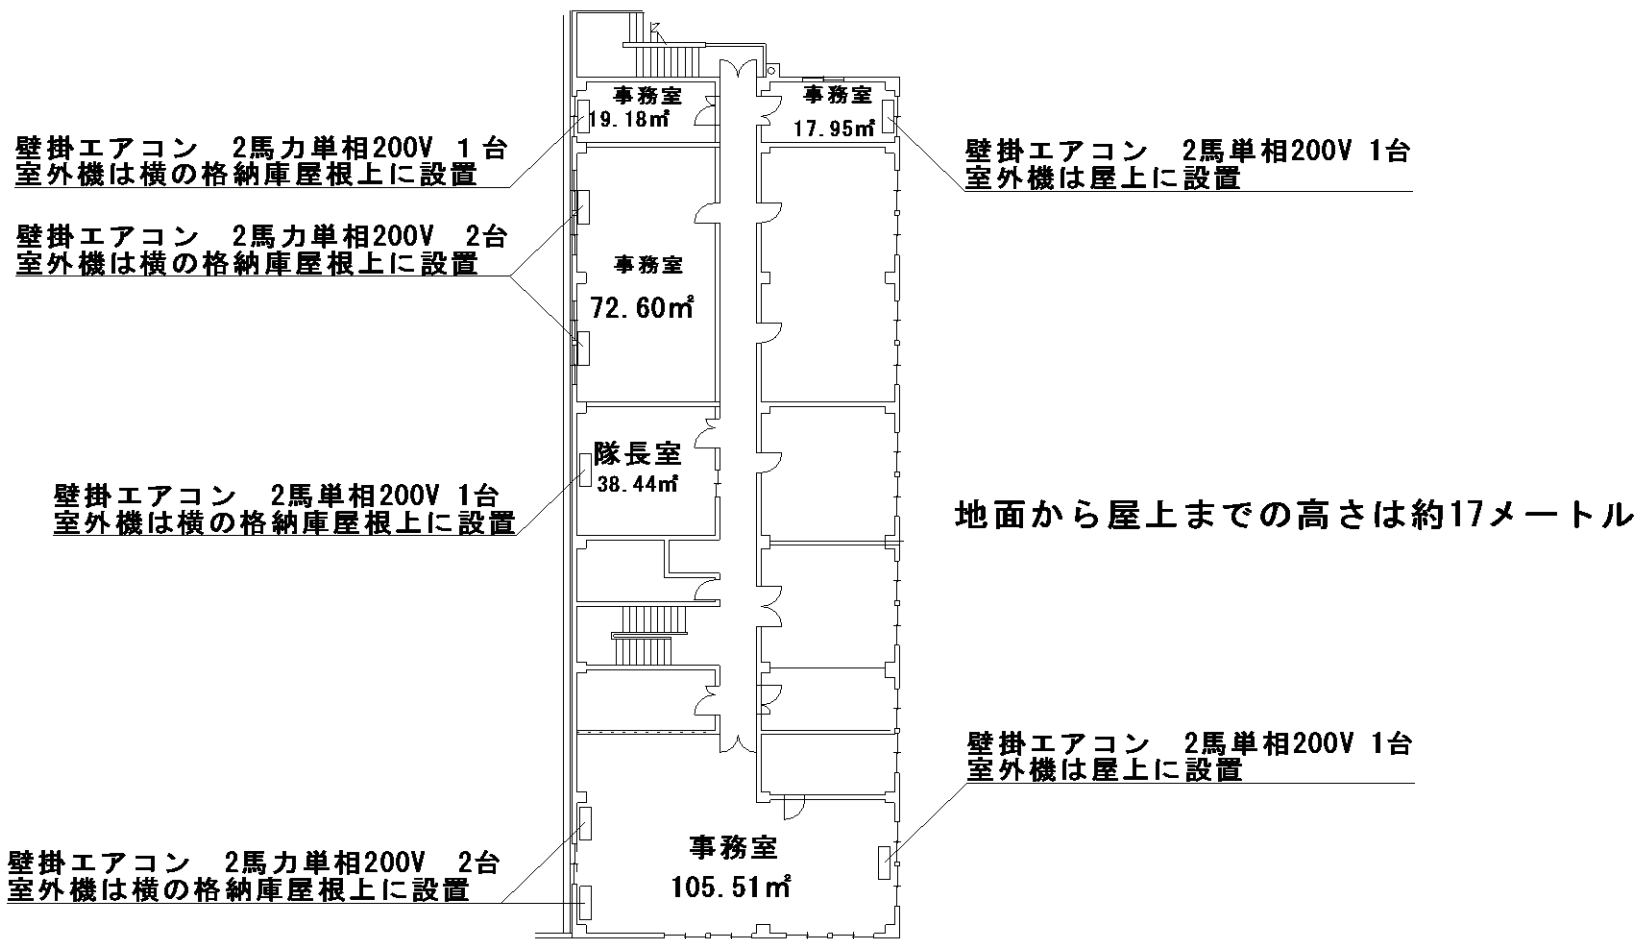 事務室
19.18㎡
事務室
17.95㎡
壁掛エアコン　2馬力単相200V 1台
室外機は横の格納庫屋根上に設置
壁掛エアコン　2馬単相200V 1台
室外機は屋上に設置
壁掛エアコン　2馬力単相200V　2台
室外機は横の格納庫屋根上に設置
事務室
72.60㎡
隊長室
38.44㎡
壁掛エアコン　2馬単相200V 1台
室外機は横の格納庫屋根上に設置
地面から屋上までの高さは約17メートル
壁掛エアコン　2馬単相200V 1台
室外機は屋上に設置
事務室
105.51㎡
壁掛エアコン　2馬力単相200V　2台
室外機は横の格納庫屋根上に設置